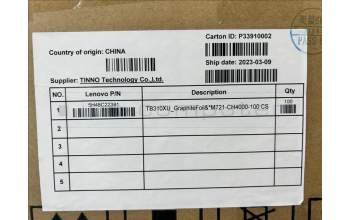 Carton ID: P33910002
Country of origin: CHINA
Ship date: 2023-03-09
Supplier: TINNO Technology Co.,Ltd.
NO. Lenovo P/N Description Qty
1 5H48C22391 TB310XU_GraphiteFoil&*M721-CH4000-100 CS 100
2
3
4
5